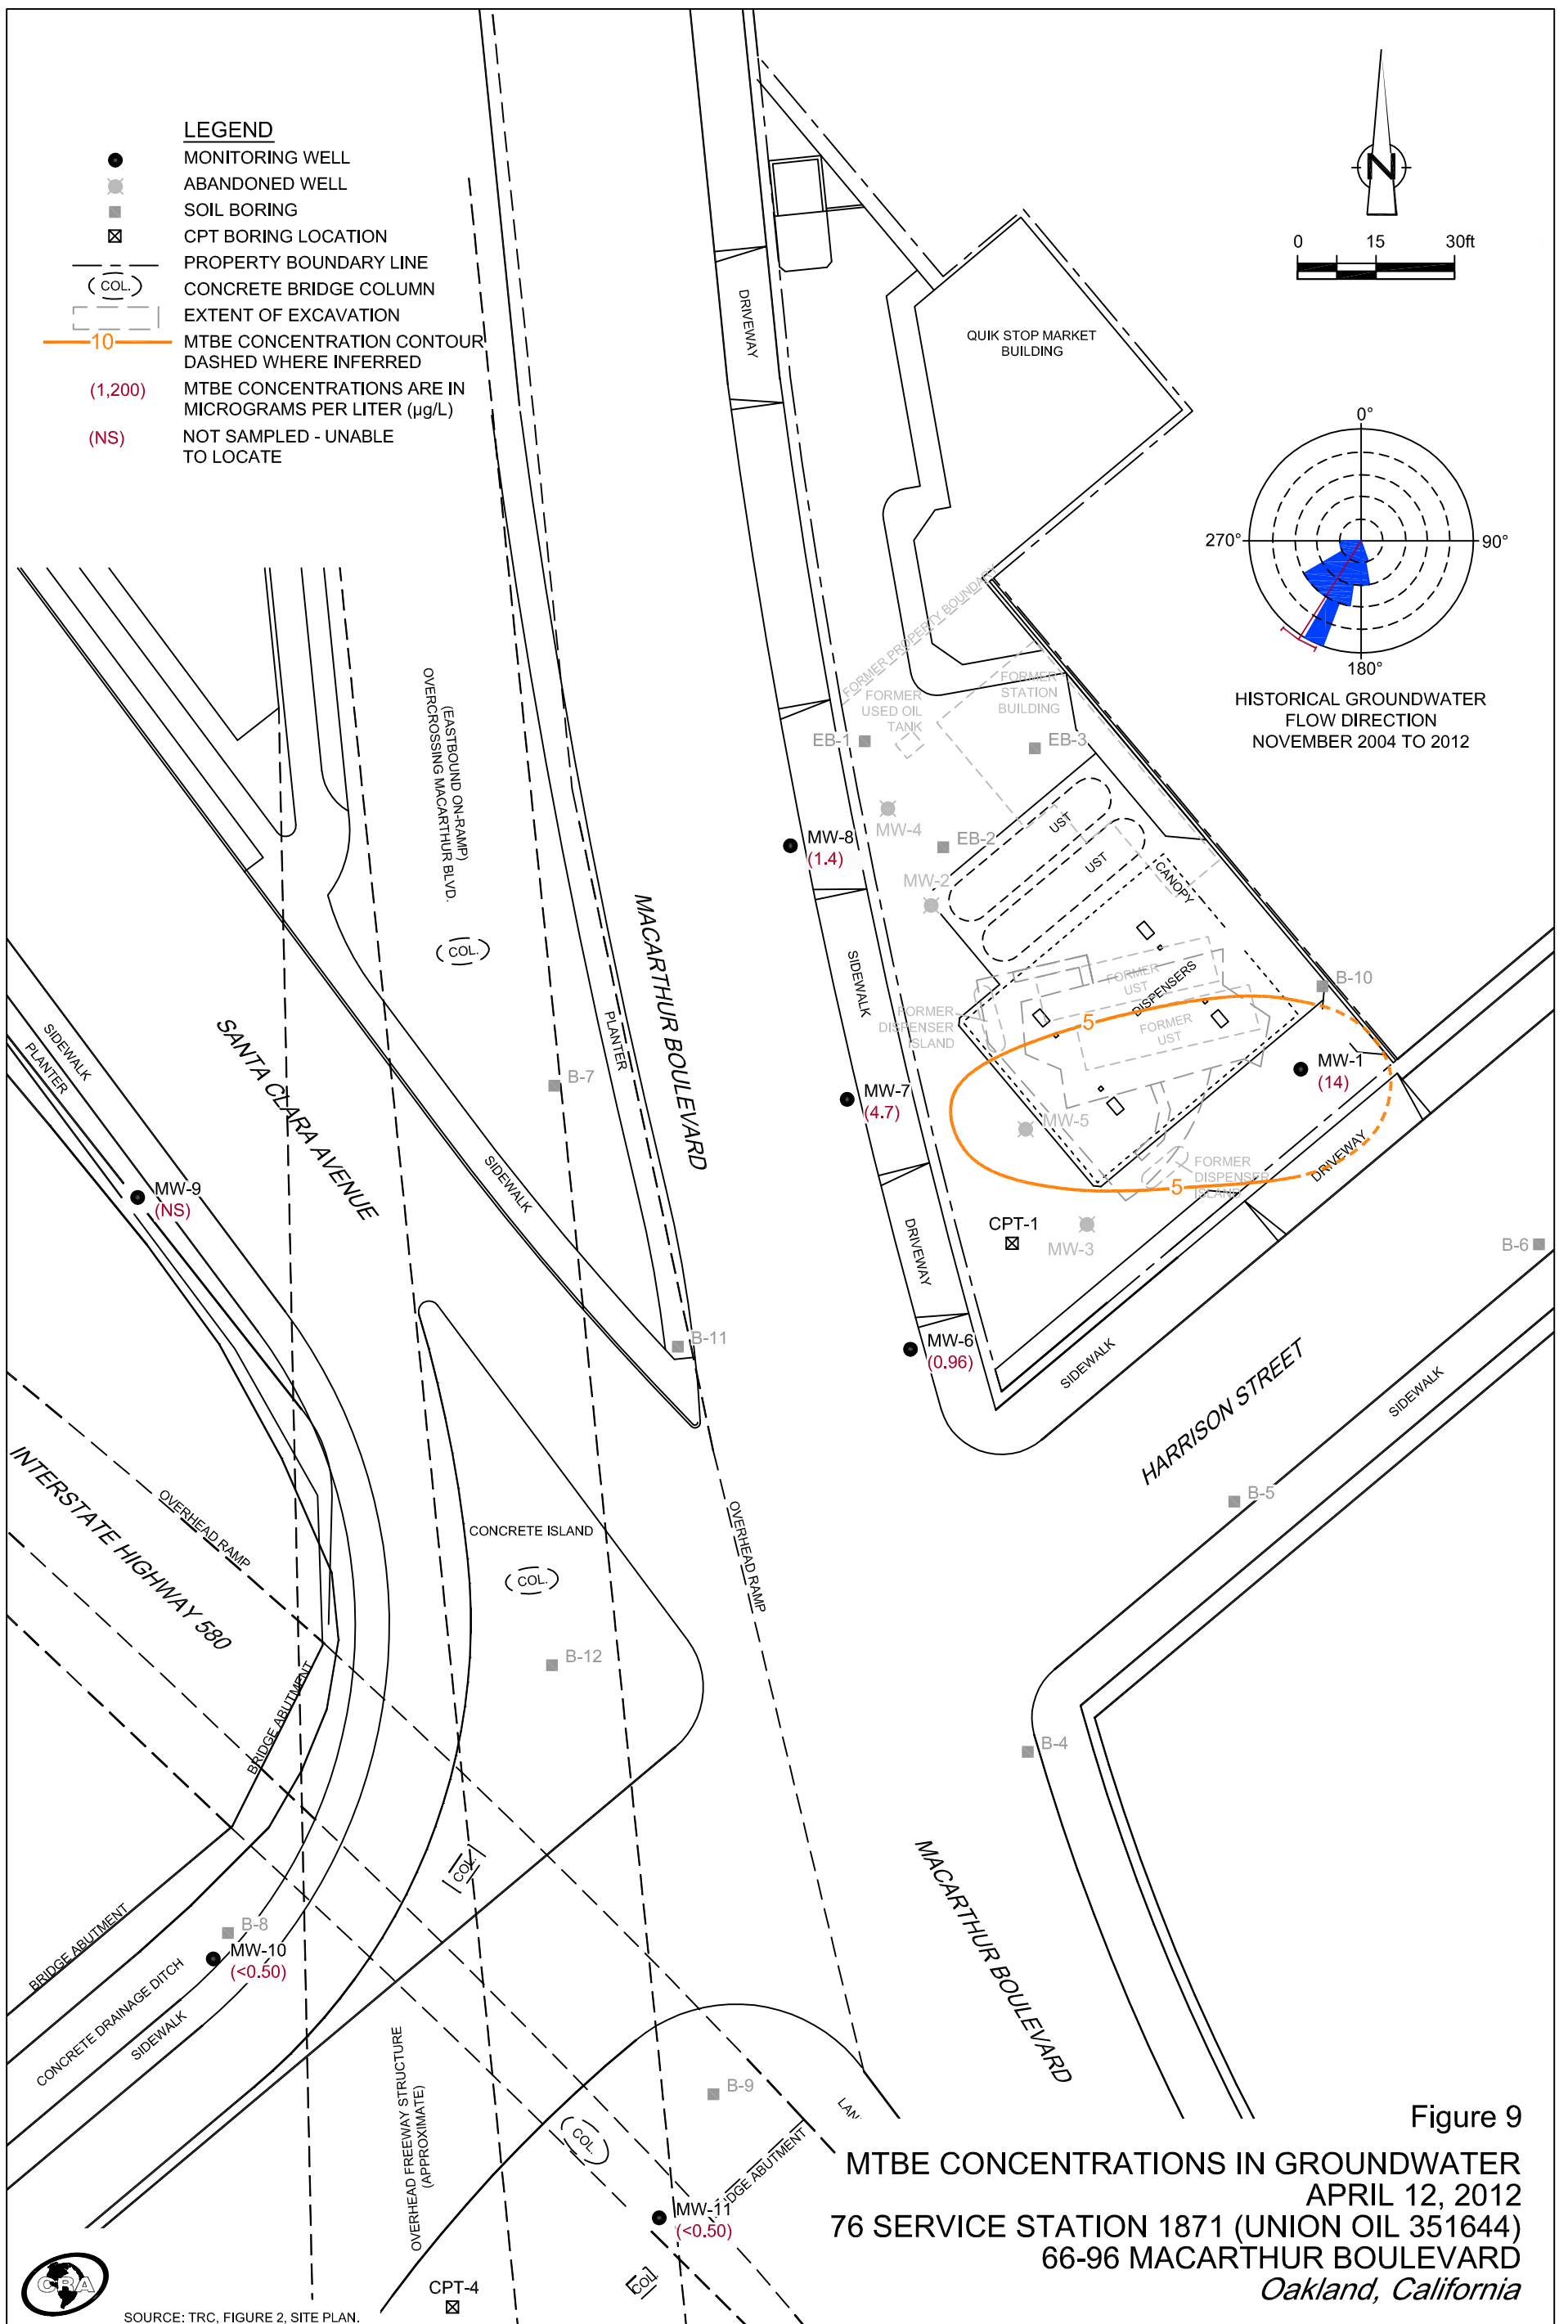 LEGEND
MONITORING WELL
ABANDONED WELL
SOIL BORING
CPT BORING LOCATION
PROPERTY BOUNDARY LINE
COL.
CONCRETE BRIDGE COLUMN
EXTENT OF EXCAVATION
10
MTBE CONCENTRATION CONTOUR
DASHED WHERE INFERRED
(1,200)
MTBE CONCENTRATIONS ARE IN
MICROGRAMS PER LITER (µg/L)
(NS)
NOT SAMPLED - UNABLE
TO LOCATE
N
0 15 30ft
0°
270°
90°
180°
HISTORICAL GROUNDWATER
FLOW DIRECTION
NOVEMBER 2004 TO 2012
DRIVEWAY
QUIK STOP MARKET
BUILDING
FORMER PROPERTY BOUNDARY
FORMER
STATION
BUILDING
FORMER
USED OIL
TANK
EB-1
EB-3
(EASTBOUND ON-RAMP)
OVERCROSSING MACARTHUR BLVD.
MW-4
MW-8
(1.4)
EB-2
UST
UST
MW-2
CANOPY
COL.
MACARTHUR BOULEVARD
SIDEWALK
B-10
FORMER
UST
DISPENSERS
FORMER
DISPENSER
ISLAND
5
FORMER
UST
SIDEWALK
PLANTER
SANTA CLARA AVENUE
PLANTER
B-7
MW-7
(4.7)
MW-1
(14)
MW-5
SIDEWALK
FORMER
DISPENSER
ISLAND
5
DRIVEWAY
MW-9
(NS)
DRIVEWAY
CPT-1
MW-3
B-6
B-11
MW-6
(0.96)
SIDEWALK
HARRISON STREET
SIDEWALK
INTERSTATE HIGHWAY 580
OVERHEAD RAMP
B-5
CONCRETE ISLAND
OVERHEAD RAMP
COL.
B-12
BRIDGE ABUTMENT
B-4
COL.
MACARTHUR BOULEVARD
BRIDGE ABUTMENT
B-8
MW-10
(<0.50)
CONCRETE DRAINAGE DITCH
SIDEWALK
OVERHEAD FREEWAY STRUCTURE
(APPROXIMATE)
B-9
LAN
COL.
DGE ABUTMENT
MW-11
(<0.50)
COL.
CPT-4
Figure 9
MTBE CONCENTRATIONS IN GROUNDWATER
APRIL 12, 2012
76 SERVICE STATION 1871 (UNION OIL 351644)
66-96 MACARTHUR BOULEVARD
Oakland, California
CRA
SOURCE: TRC, FIGURE 2, SITE PLAN.